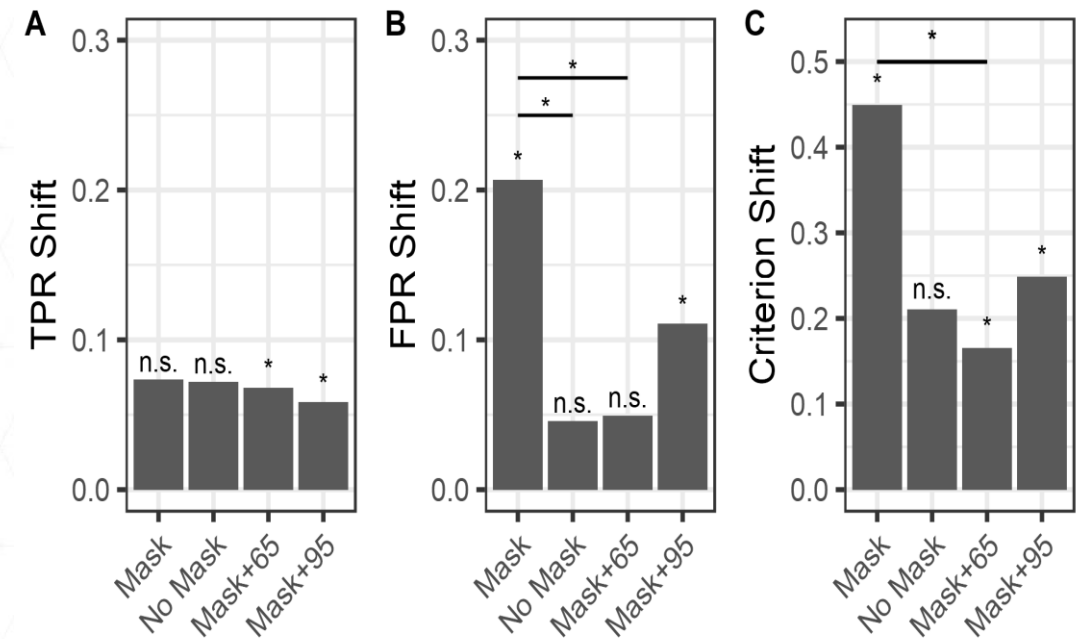 A
TPR Shift
0.3
0.2
0.1
0.0
n.s.
n.s.
*
*
Mask
No Mask
Mask+65
Mask+95
B
FPR Shift
0.3
0.2
0.1
0.0
*
*
*
n.s.
n.s.
*
Mask
No Mask
Mask+65
Mask+95
C
Criterion Shift
0.5
0.4
0.3
0.2
0.1
0.0
*
*
n.s.
*
*
Mask
No Mask
Mask+65
Mask+95